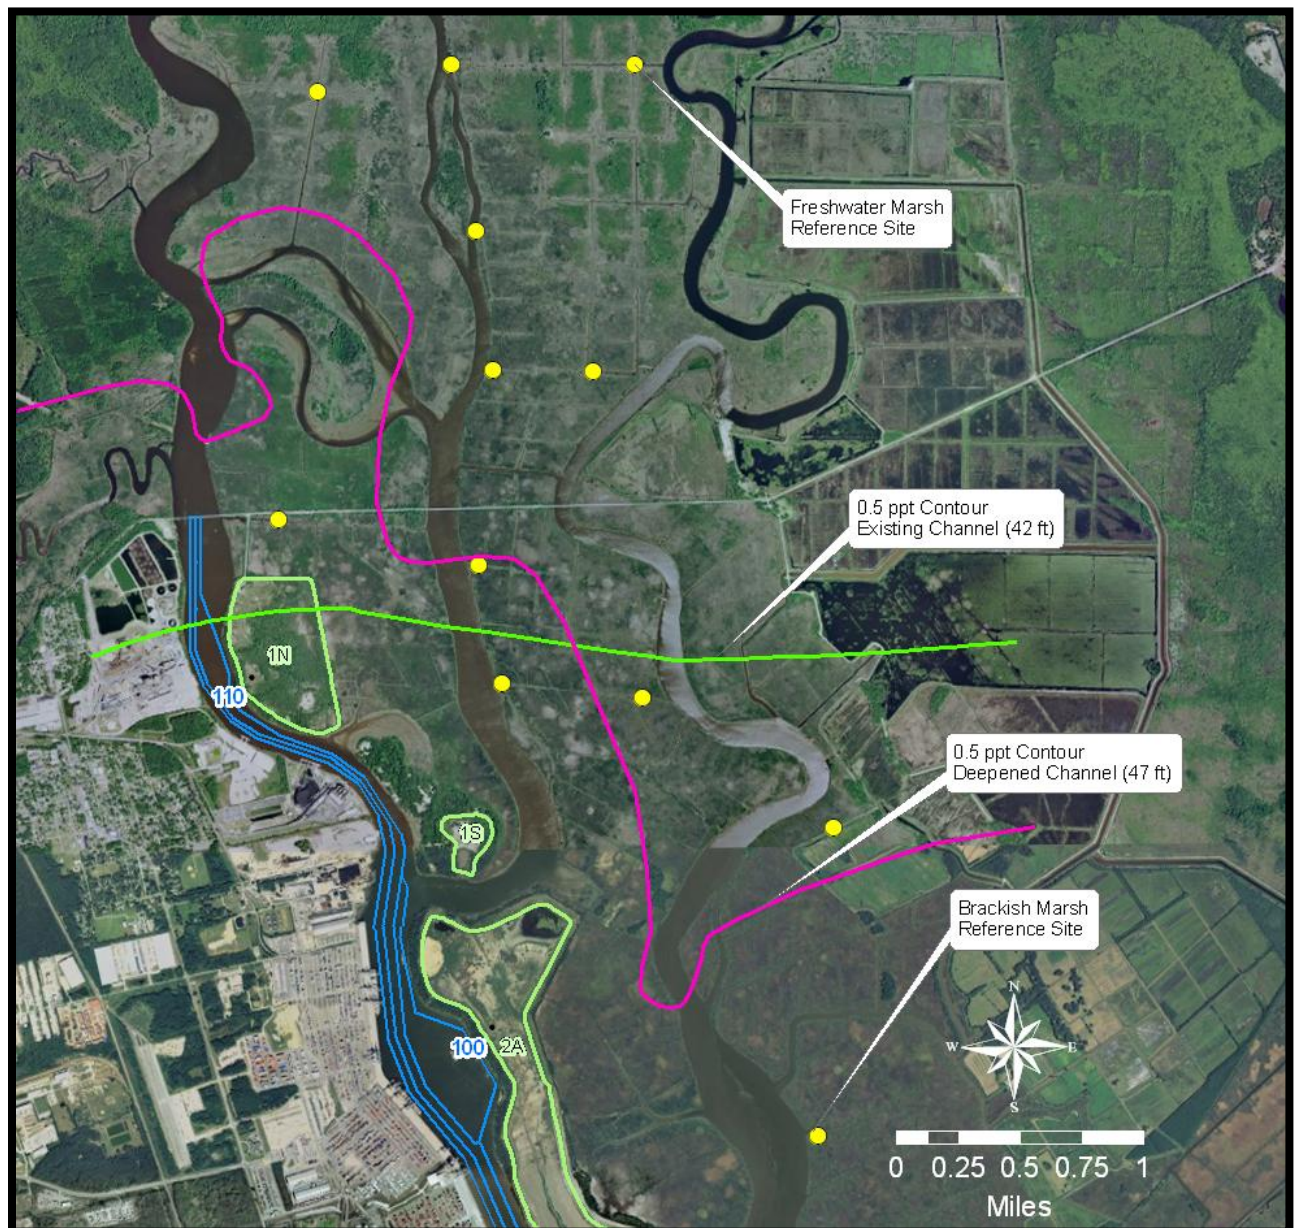 Freshwater Marsh
Reference Site
0.5 ppt Contour
Existing Channel (42 ft)
1N
110
0.5 ppt Contour
Deepened Channel (47 ft)
1S
Brackish Marsh
Reference Site
N
W
E
S
100
2A
0 0.25 0.5 0.75 1
Miles